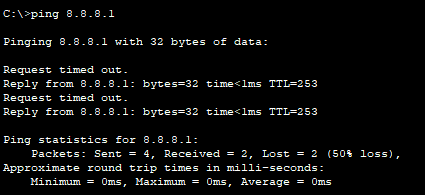 C:\>ping 8.8.8.1
Pinging 8.8.8.1 with 32 bytes of data:
Request timed out.
Reply from 8.8.8.1: bytes=32 time<1ms TTL=253
Request timed out.
Reply from 8.8.8.1: bytes=32 time<1ms TTL=253
Ping statistics for 8.8.8.1:
Packets: Sent = 4, Received = 2, Lost = 2 (50% loss),
Approximate round trip times in milli-seconds:
Minimum = 0ms, Maximum = 0ms, Average = 0ms